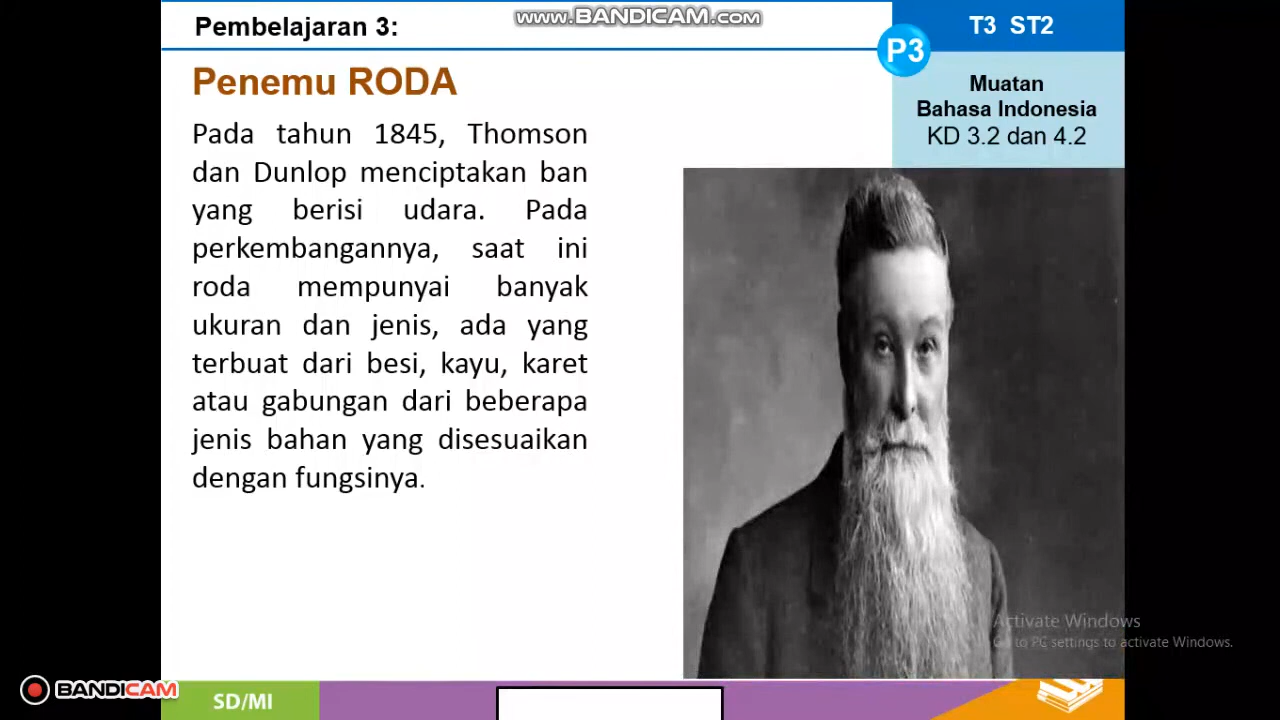 www.BANDICAM.com
Pembelajaran 3:
T3 ST2
P3
Muatan
Bahasa Indonesia
KD 3.2 dan 4.2
Penemu RODA
Pada tahun 1845, Thomson
dan Dunlop menciptakan ban
yang berisi udara. Pada
perkembangannya, saat ini
roda mempunyai banyak
ukuran dan jenis, ada yang
terbuat dari besi, kayu, karet
atau gabungan dari beberapa
jenis bahan yang disesuaikan
dengan fungsinya.
Activate Windows
Go to PC settings to activate Windows.
BANDICAM
SD/MI